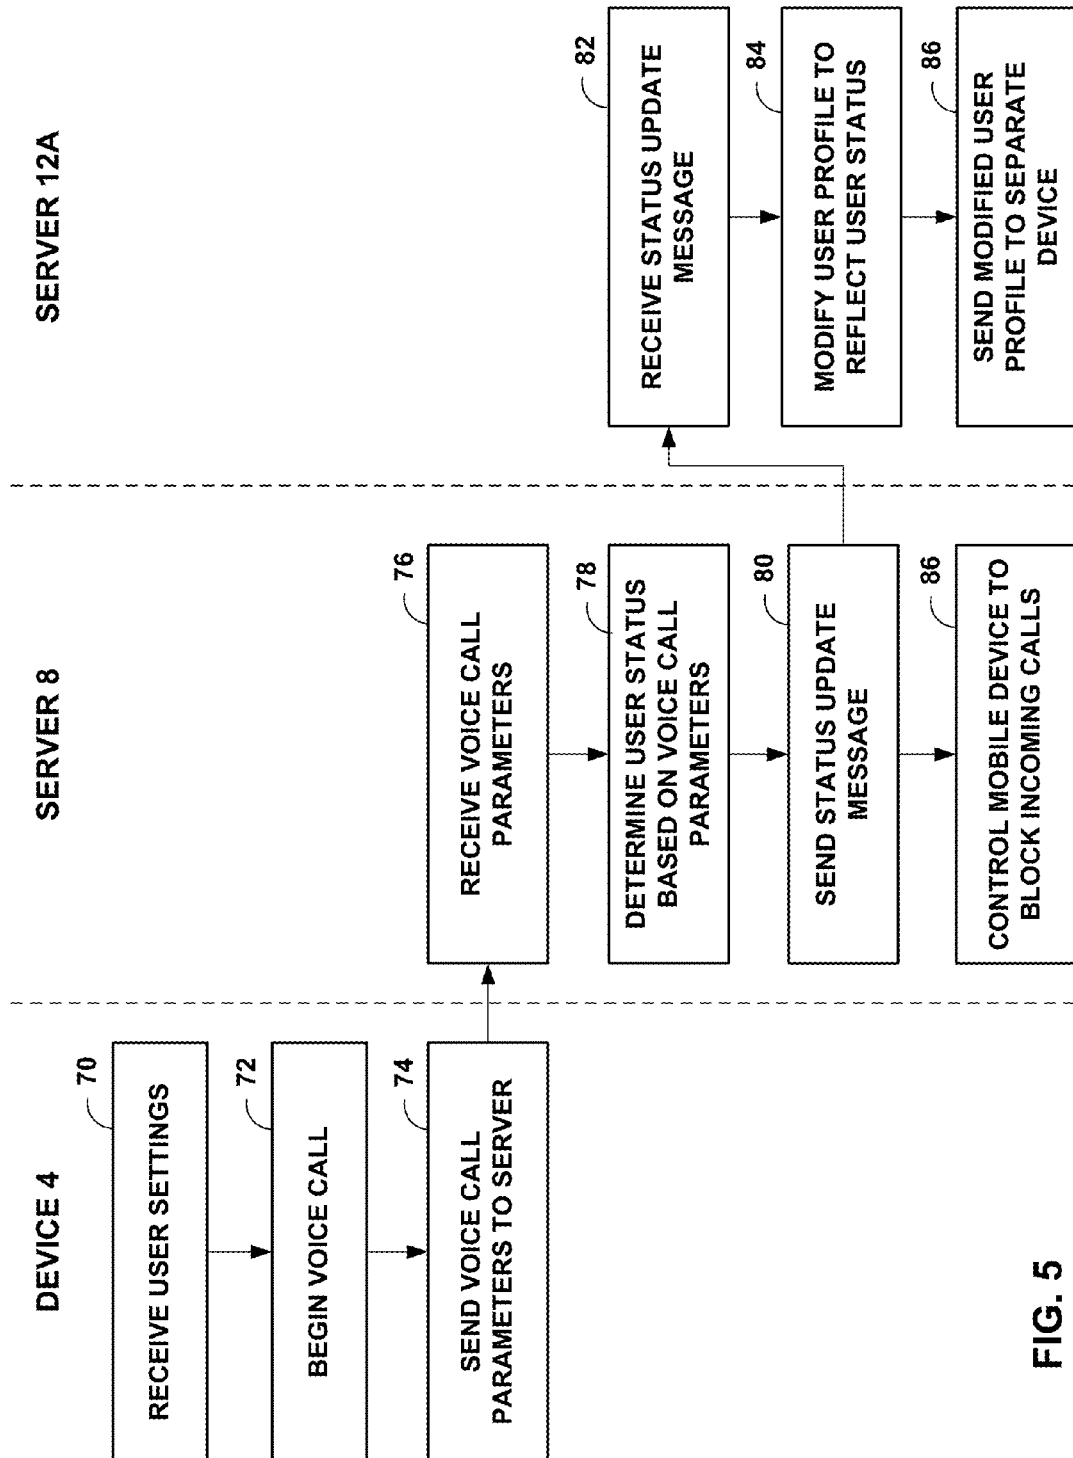 DEVICE 4
70
RECEIVE USER SETTINGS
72
BEGIN VOICE CALL
74
SEND VOICE CALL
PARAMETERS TO SERVER
SERVER 8
76
RECEIVE VOICE CALL
PARAMETERS
78
DETERMINE USER STATUS
BASED ON VOICE CALL
PARAMETERS
80
SEND STATUS UPDATE
MESSAGE
86
CONTROL MOBILE DEVICE TO
BLOCK INCOMING CALLS
SERVER 12A
82
RECEIVE STATUS UPDATE
MESSAGE
84
MODIFY USER PROFILE TO
REFLECT USER STATUS
86
SEND MODIFIED USER
PROFILE TO SEPARATE
DEVICE
FIG. 5